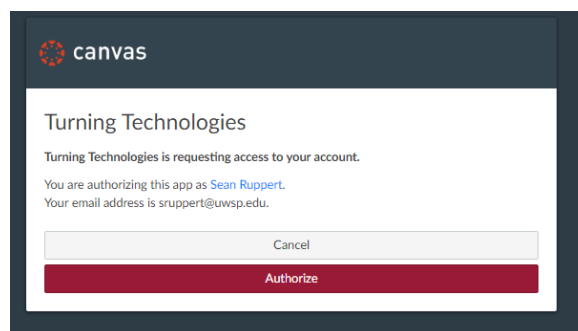 canvas
Turning Technologies
Turning Technologies is requesting access to your account.
You are authorizing this app as Sean Ruppert.
Your email address is sruppert@uwsp.edu.
Cancel
Authorize